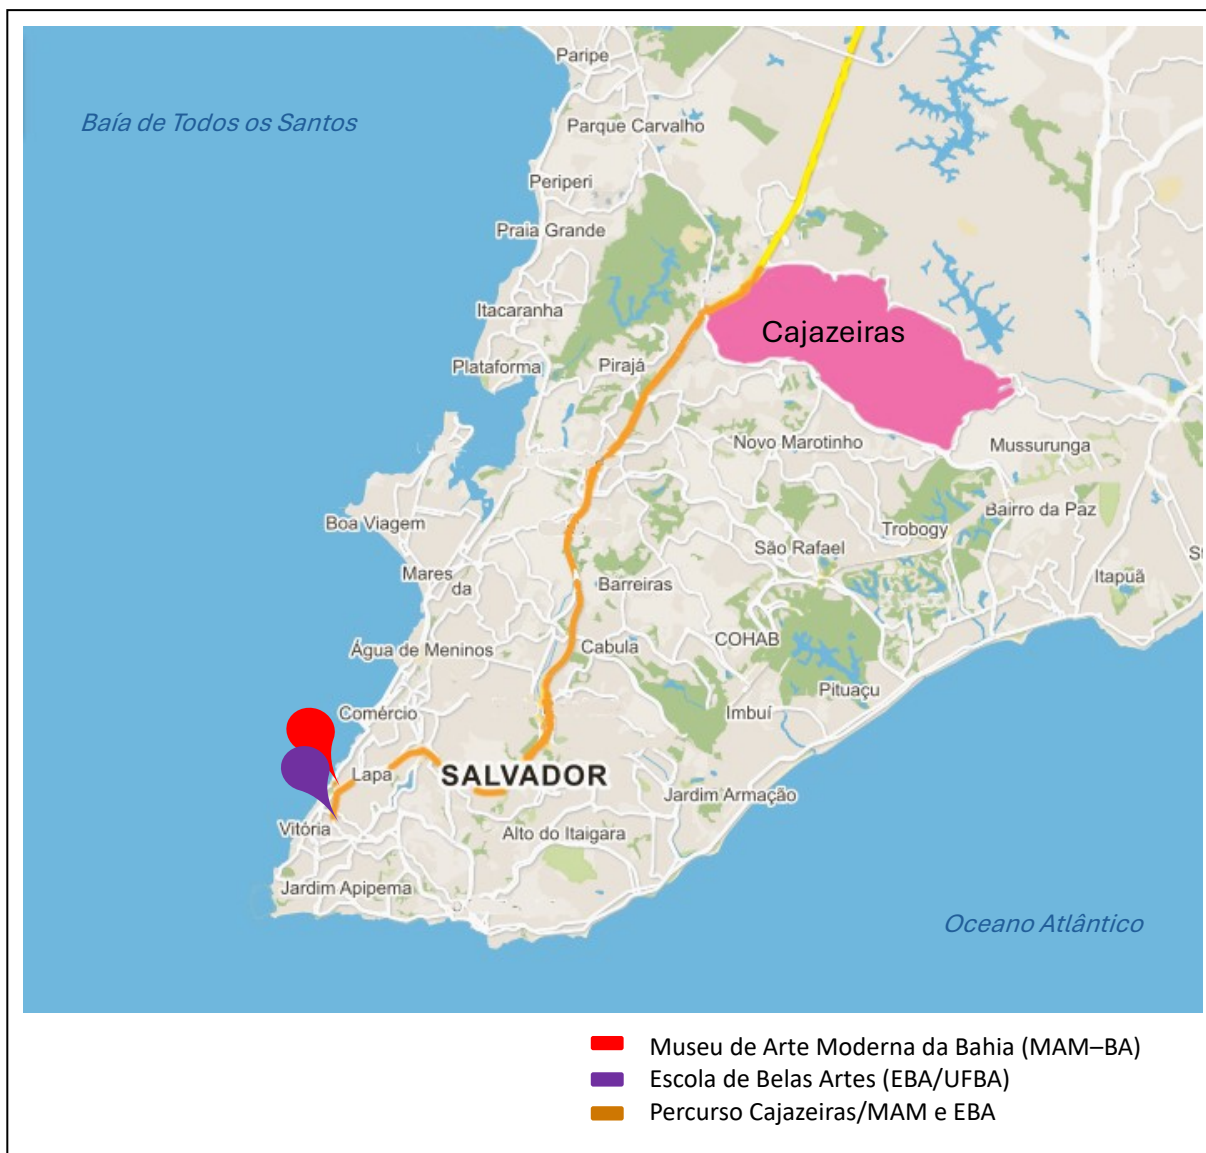 Paripe
Baía de Todos os Santos
Parque Carvalho
Periperi
Praia Grande
Itacaranha
Cajazeiras
Plataforma
Pirajá
Novo Marotinho
Mussurunga
Bairro da Paz
Boa Viagem
Trobogy
São Rafael
S
Mares
da
Barreiras
Itapuã
Água de Meninos
Cabula
COHAB
Pituaçu
Comércio
Imbuí
Lapa
SALVADOR
Jardim Armação
Vitória
Alto do Itaigara
Jardim Apipema
Oceano Atlântico
Museu de Arte Moderna da Bahia (MAM–BA)
Escola de Belas Artes (EBA/UFBA)
Percurso Cajazeiras/MAM e EBA